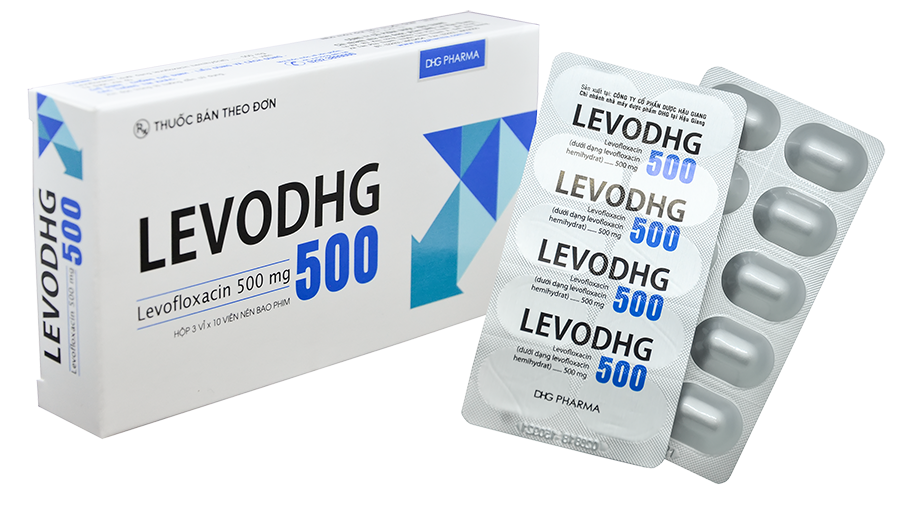 DHG PHARMA
Rx THUỐC BÁN THEO ĐƠN
LEVODHG
500
Levofloxacin 500 mg
HỘP 3 VỈ x 10 VIÊN NÉN BAO PHIM
LEVODHG 500
Levofloxacin 500 mg
Sản xuất tại: CÔNG TY CỔ PHẦN DƯỢC HẬU GIANG
Chi nhánh nhà máy dược phẩm DHG tại Hậu Giang
LEVODHG
Levofloxacin
(dưới dạng levofloxacin
hemihydrat) ..... 500 mg
500
LEVODHG
Levofloxacin
(dưới dạng levofloxacin
hemihydrat) ..... 500 mg
500
LEVODHG
Levofloxacin
(dưới dạng levofloxacin
hemihydrat) ..... 500 mg
500
LEVODHG
Levofloxacin
(dưới dạng levofloxacin
hemihydrat) ..... 500 mg
500
DHG PHARMA